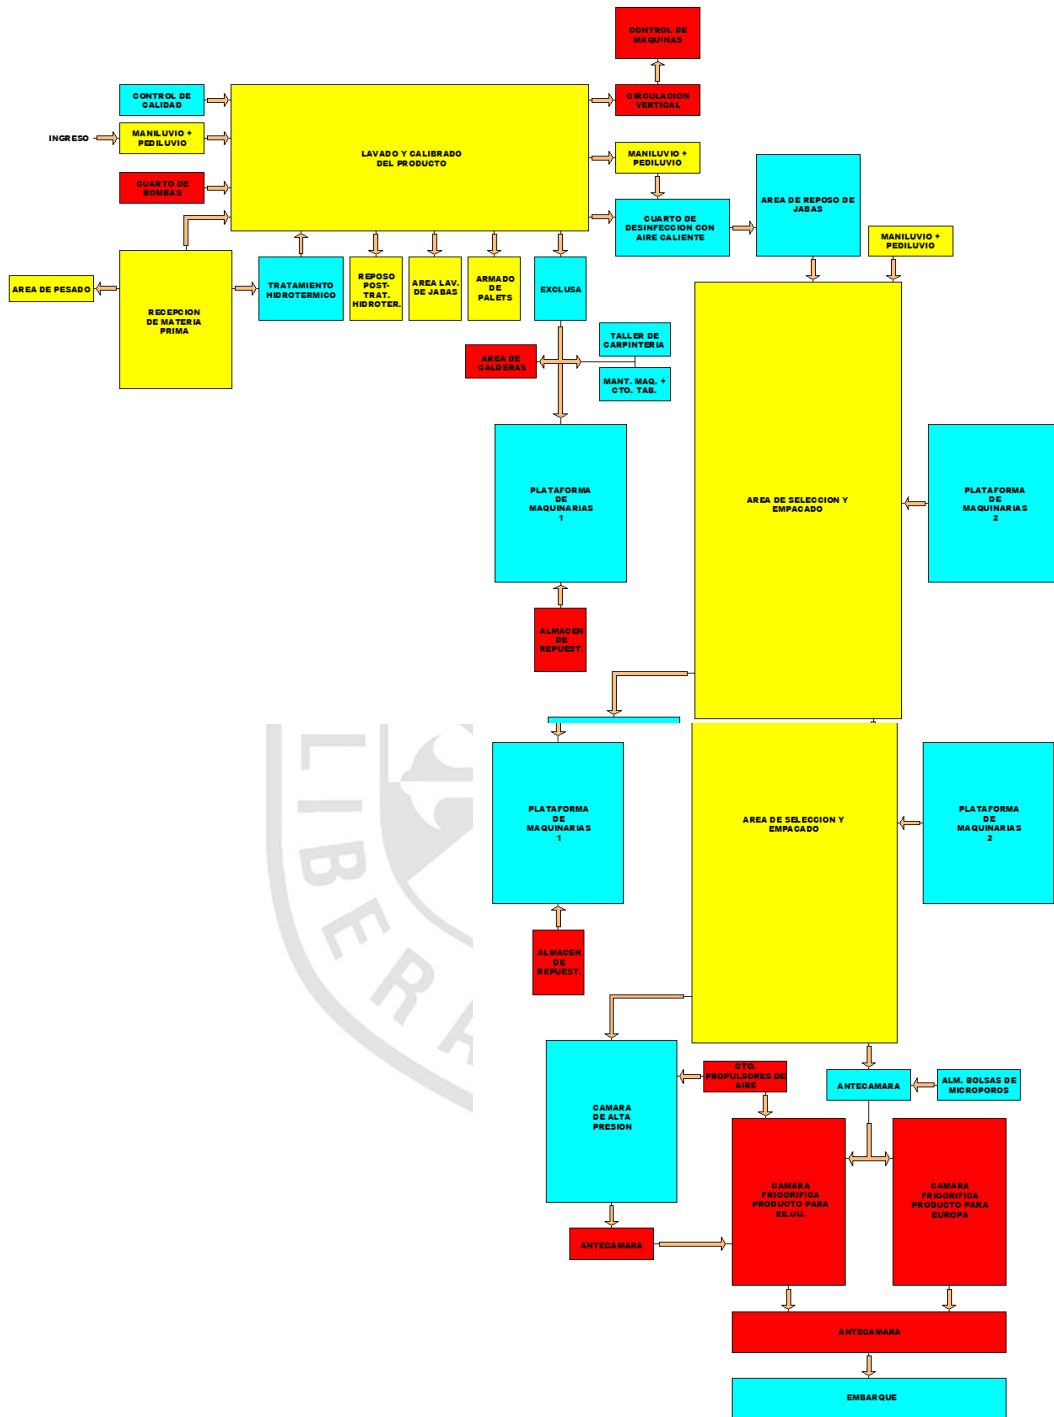 CONTROL DE
MAQUINAS
CONTROL DE
CALIDAD
CIRCULACION
VERTICAL
INGRESO
MANILUVIO +
PEDILUVIO
LAVADO Y CALIBRADO
DEL PRODUCTO
MANILUVIO +
PEDILUVIO
CUARTO DE
BOMBAS
CUARTO DE
DESINFECCION CON
AIRE CALIENTE
AREA DE REPOSO DE
JABAS
MANILUVIO +
PEDILUVIO
AREA DE PESADO
RECEPCION
DE MATERIA
PRIMA
TRATAMIENTO
HIDROTERMICO
REPOSO
POST-
TRAT.
HIDROTER.
AREA LAV.
DE JABAS
ARMADO
DE
PALETS
EXCLUSA
TALLER DE
CARPINTERIA
AREA DE
CALDERAS
MANT. MAQ. +
CTO. TAB.
PLATAFORMA
DE
MAQUINARIAS
1
AREA DE SELECCION Y
EMPACADO
PLATAFORMA
DE
MAQUINARIAS
2
ALMACEN
DE
REPUEST.
PLATAFORMA
DE
MAQUINARIAS
1
AREA DE SELECCION Y
EMPACADO
PLATAFORMA
DE
MAQUINARIAS
2
LIBER
ALMACEN
DE
REPUEST.
CTO.
PROPULSORES DE
AIRE
ANTECAMARA
ALM. BOLSAS DE
MICROPOROS
CAMARA
DE ALTA
PRESION
CAMARA
FRIGORIFICA
PRODUCTO PARA
EE.UU.
CAMARA
FRIGORIFICA
PRODUCTO PARA
EUROPA
ANTECAMARA
ANTECAMARA
EMBARQUE